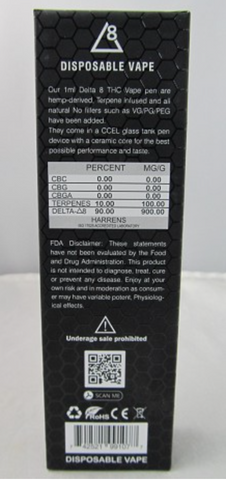 8
DISPOSABLE VAPE
Our 1ml Delta 8 THC Vape pen are
hemp-derived. Terpene infused and all
natural No fillers such as VG/PG/PEG
have been added.
They come in a CCEL glass tank pen
device with a ceramic core for the best
possible performance and taste.
PERCENT MG/G
CBC 0.00 0.00
CBG 0.00 0.00
CBGA 0.00 0.00
TERPENES 10.00 100.00
DELTA-Δ8 90.00 900.00
HARRENS
ISO 17025 ACCREDITED LABORATORY
FDA Disclaimer: These statements
have not been evaluated by the Food
and Drug Administration. This product
is not intended to diagnose, treat, cure
or prevent any disease. Enjoy at your
own risk and in moderation as consum-
er may have variable potent, Physiolog-
ical effects.
Underage sale prohibited
SCAN ME
RoHS CE
DISPOSABLE VAPE